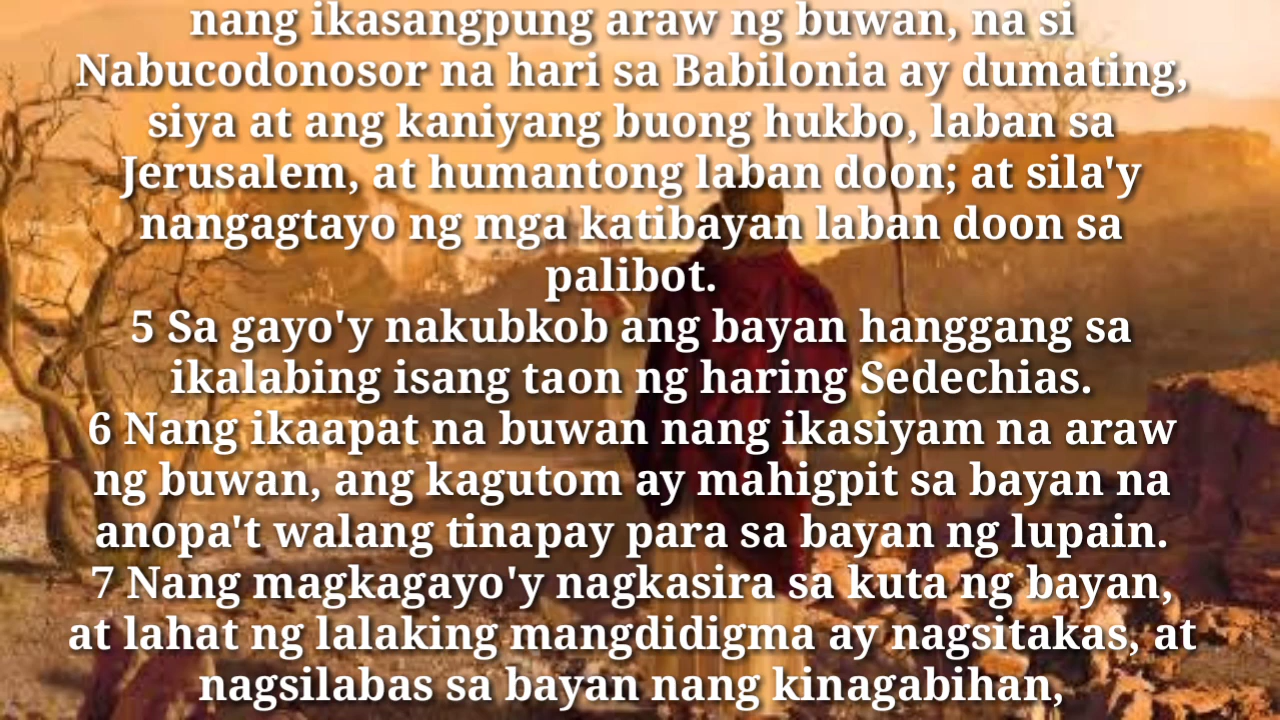 nang ikasangpung araw ng buwan, na si
Nabucodonosor na hari sa Babilonia ay dumating,
siya at ang kaniyang buong hukbo, laban sa
Jerusalem, at humantong laban doon; at sila'y
nangagtayo ng mga katibayan laban doon sa
palibot.
5 Sa gayo'y nakubkob ang bayan hanggang sa
ikalabing isang taon ng haring Sedechias.
6 Nang ikaapat na buwan nang ikasiyam na araw
ng buwan, ang kagutom ay mahigpit sa bayan na
anopa't walang tinapay para sa bayan ng lupain.
7 Nang magkagayo'y nagkasira sa kuta ng bayan,
at lahat ng lalaking mangdidigma ay nagsitakas, at
nagsilabas sa bayan nang kinagabihan,